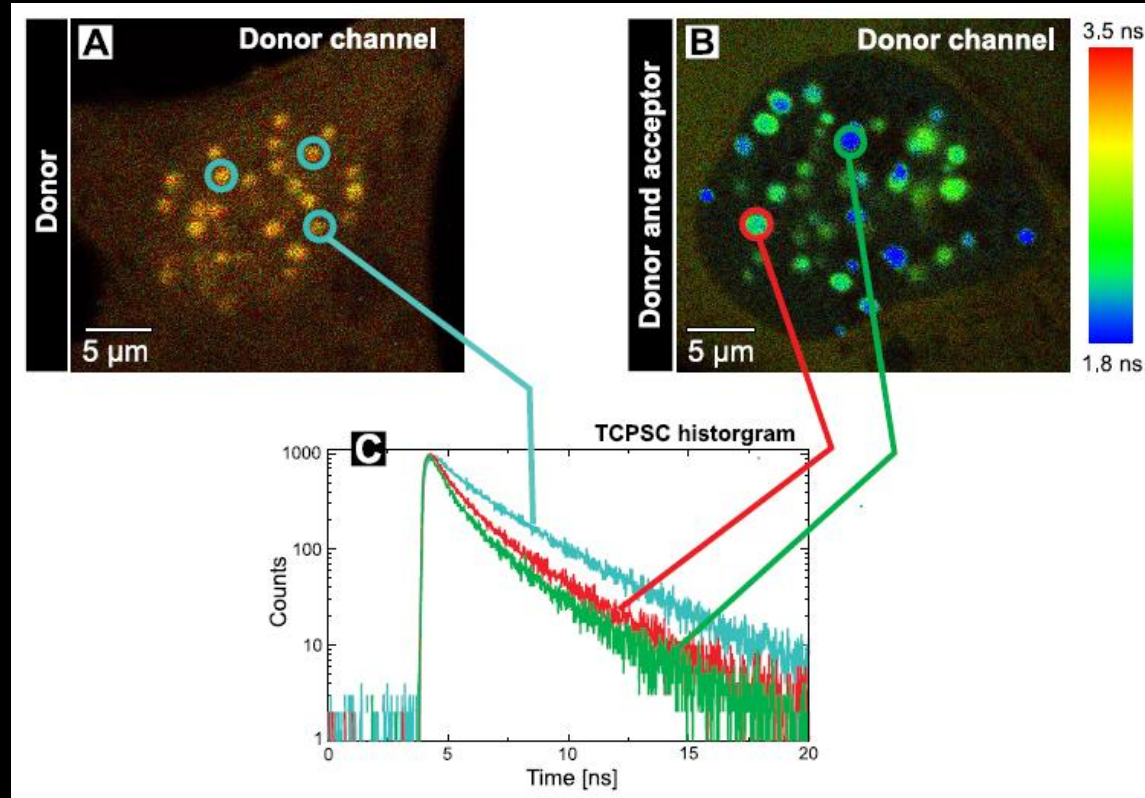 A
Donor channel
Donor
5 µm
B
Donor channel
Donor and acceptor
5 µm
3,5 ns
1,8 ns
TCPSC historgram
C
1000
100
10
1
Counts
0
5
10
15
20
Time [ns]